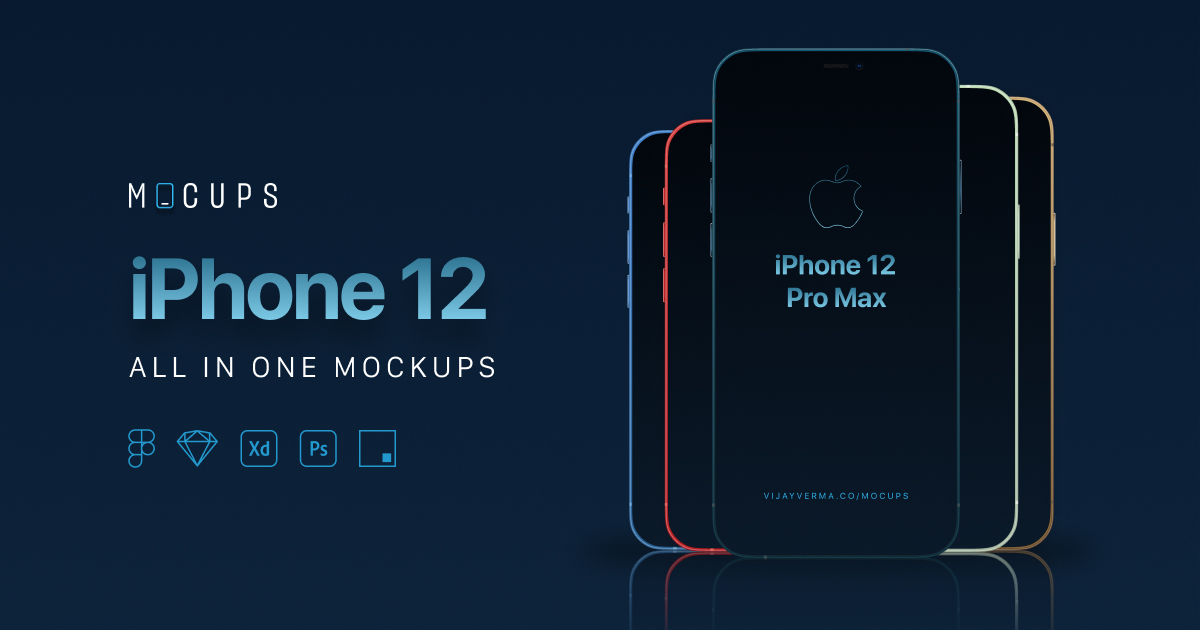 MOCUPS
iPhone 12
ALL IN ONE MOCKUPS
Xd
Ps
iPhone 12
Pro Max
VIJAYVERMA.CO/MOCUPS